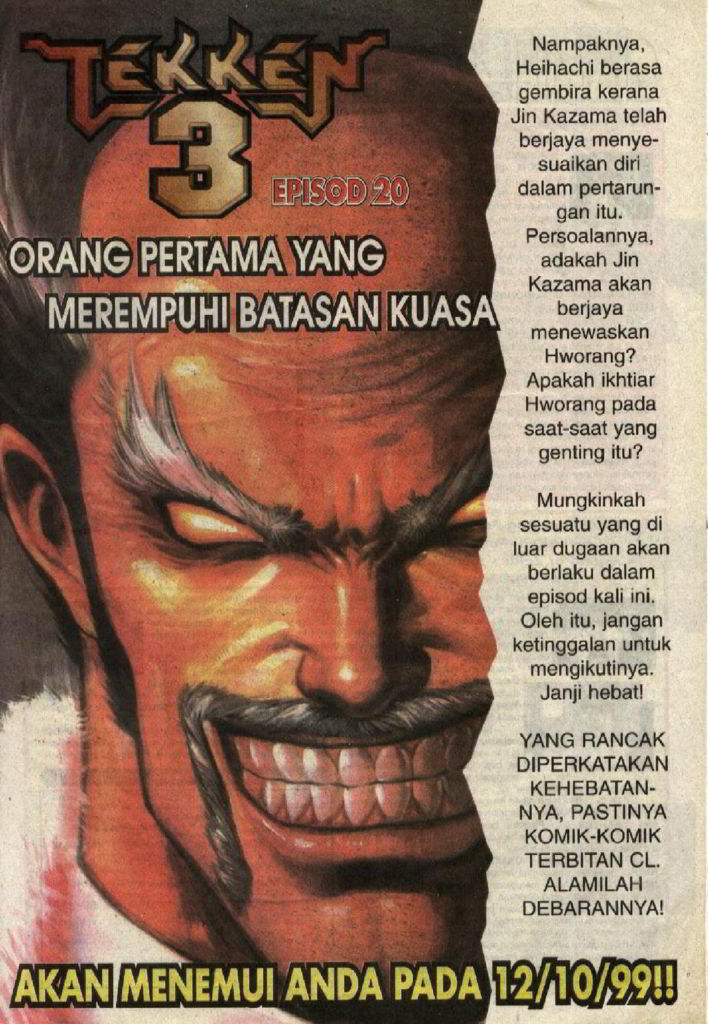 TEKKEN
3
EPISOD 20
ORANG PERTAMA YANG
MEREMPUHI BATASAN KUASA
Nampaknya,
Heihachi berasa
gembira kerana
Jin Kazama telah
berjaya menye-
suaikan diri
dalam pertarun-
gan itu.
Persoalannya,
adakah Jin
Kazama akan
berjaya
menewaskan
Hworang?
Apakah ikhtiar
Hworang pada
saat-saat yang
genting itu?
Mungkinkah
sesuatu yang di
luar dugaan akan
berlaku dalam
episod kali ini.
Oleh itu, jangan
ketinggalan untuk
mengikutinya.
Janji hebat!
YANG RANCAK
DIPERKATAKAN
KEHEBATAN-
NYA, PASTINYA
KOMIK-KOMIK
TERBITAN CL.
ALAMILAH
DEBARANNYA!
AKAN MENEMUI ANDA PADA 12/10/99!!